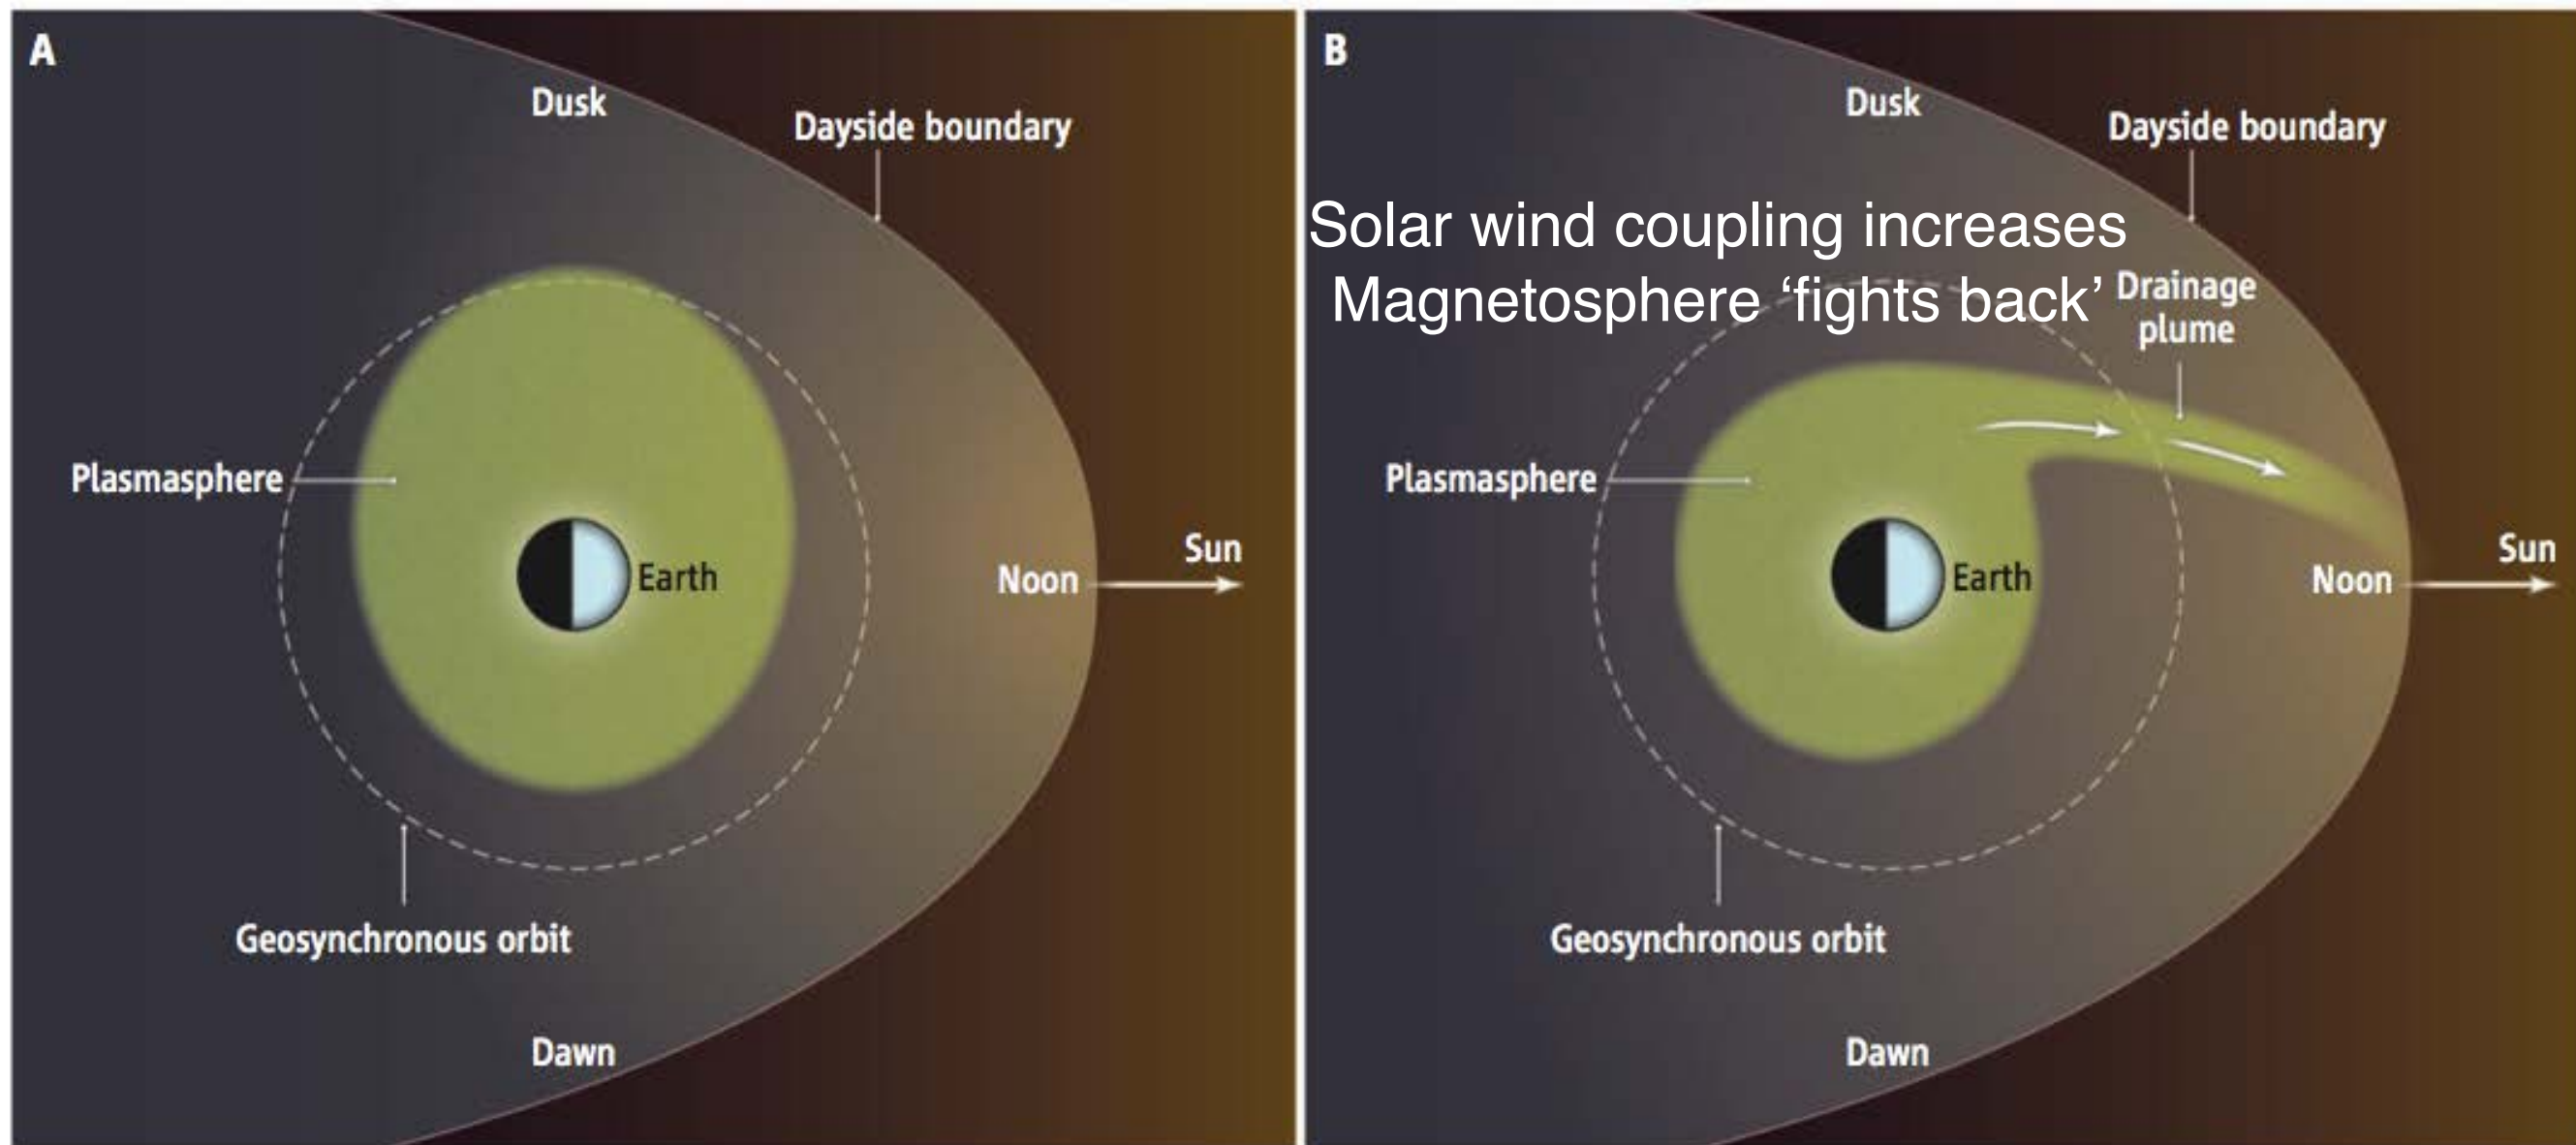 A
Dusk
Dayside boundary
Plasmasphere
Earth
Sun
Noon
Geosynchronous orbit
Dawn
B
Dusk
Dayside boundary
Solar wind coupling increases
Magnetosphere ‘fights back’
Drainage
plume
Plasmasphere
Earth
Sun
Noon
Geosynchronous orbit
Dawn